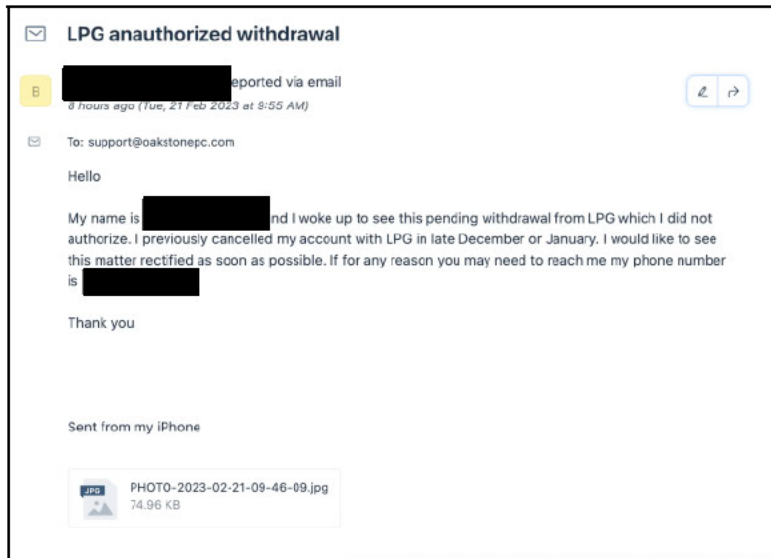 LPG anauthorized withdrawal
B
eported via email
8 hours ago (Tue, 21 Feb 2023 at 9:55 AM)
To: support@oakstonepc.com
Hello
My name is and I woke up to see this pending withdrawal from LPG which I did not
authorize. I previously cancelled my account with LPG in late December or January. I would like to see
this matter rectified as soon as possible. If for any reason you may need to reach me my phone number
is
Thank you
Sent from my iPhone
JPG
PHOTO-2023-02-21-09-46-09.jpg
74.96 KB